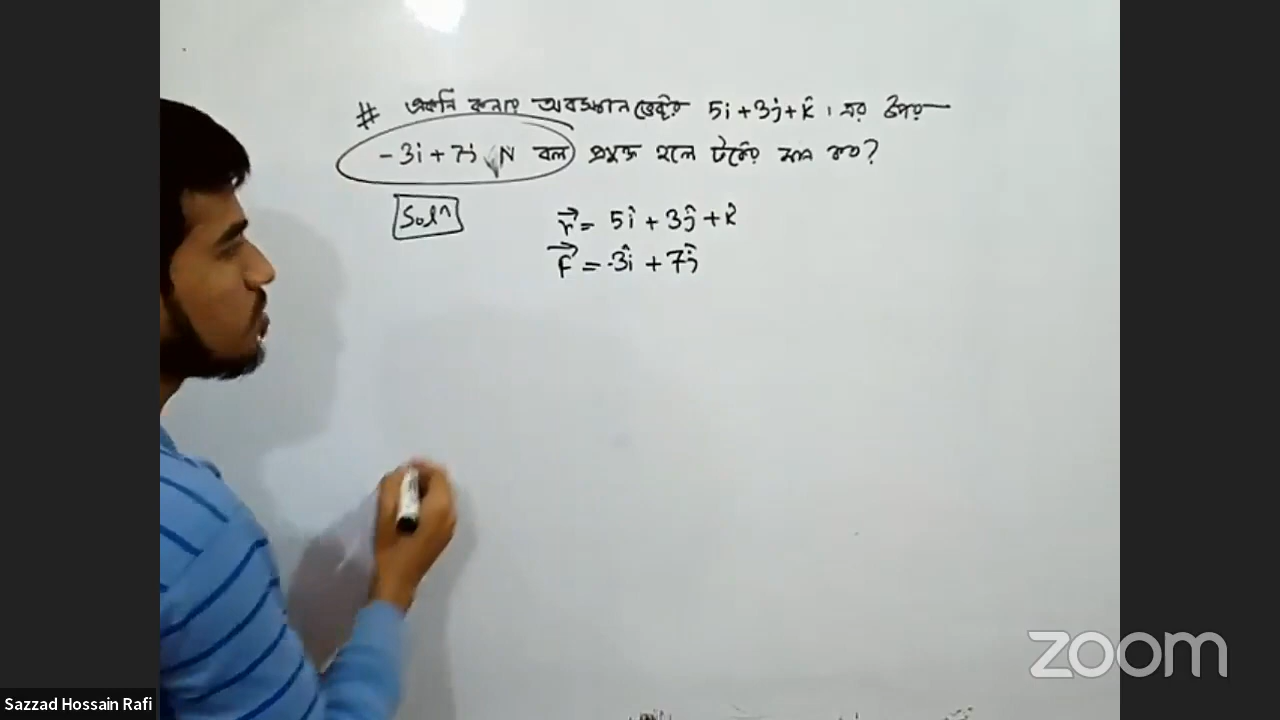 # একটি কনার অবস্থান ভেক্টর 5i + 3j + k̂ । এর উপর
- 3i + 7j N বল প্রযুক্ত হলে টর্কের মান কত?
Solⁿ
r⃗ = 5î + 3ĵ + k̂
F⃗ = -3î + 7ĵ
zoom
Sazzad Hossain Rafi